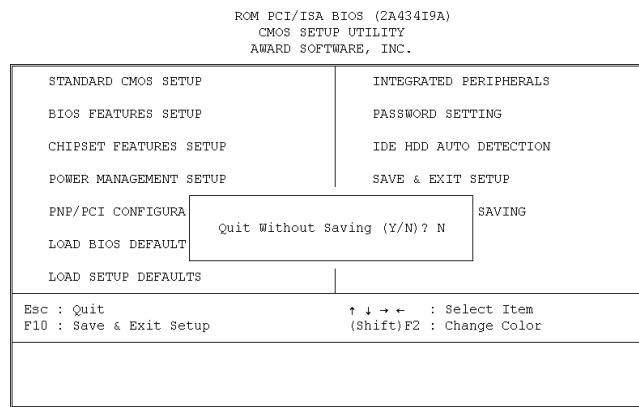 ROM PCI/ISA BIOS (2A434I9A)
CMOS SETUP UTILITY
AWARD SOFTWARE, INC.
STANDARD CMOS SETUP
BIOS FEATURES SETUP
CHIPSET FEATURES SETUP
POWER MANAGEMENT SETUP
PNP/PCI CONFIGURA
LOAD BIOS DEFAULT
LOAD SETUP DEFAULTS
INTEGRATED PERIPHERALS
PASSWORD SETTING
IDE HDD AUTO DETECTION
SAVE & EXIT SETUP
SAVING
Quit Without Saving (Y/N)? N
Esc : Quit
F10 : Save & Exit Setup
↑ ↓ → ← : Select Item
(Shift)F2 : Change Color